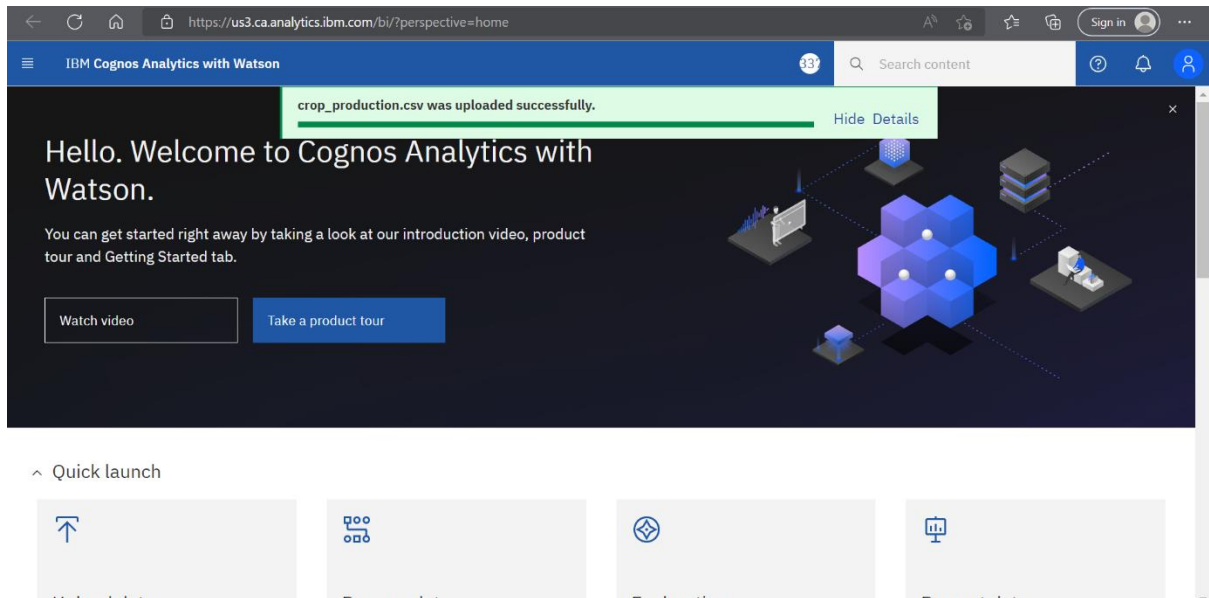 https://us3.ca.analytics.ibm.com/bi/?perspective=home
Sign in
IBM Cognos Analytics with Watson
Search content
crop_production.csv was uploaded successfully.
Hide Details
Hello. Welcome to Cognos Analytics with
Watson.
You can get started right away by taking a look at our introduction video, product
tour and Getting Started tab.
Watch video
Take a product tour
Quick launch